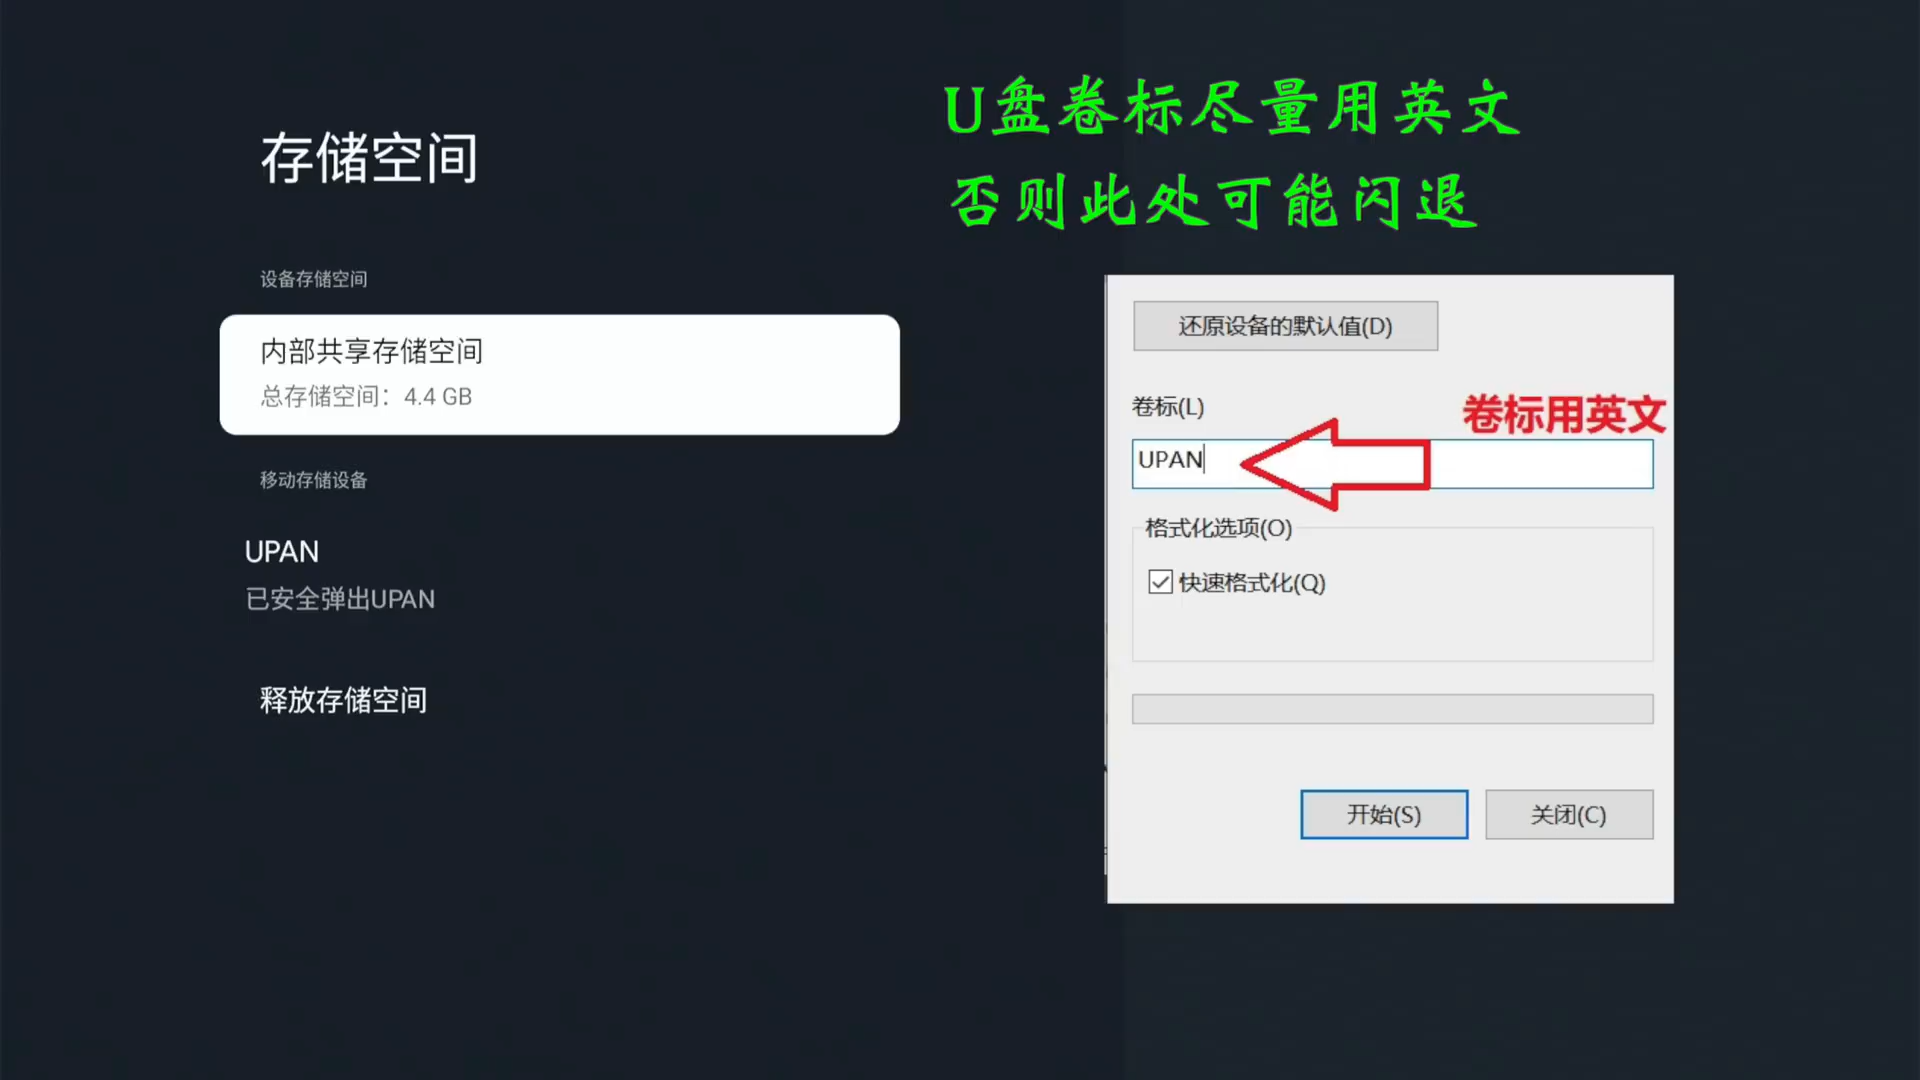 U盘卷标尽量用英文
否则此处可能闪退
存储空间
设备存储空间
内部共享存储空间
总存储空间：4.4 GB
移动存储设备
UPAN
已安全弹出UPAN
释放存储空间
还原设备的默认值(D)
卷标(L)
卷标用英文
UPAN
格式化选项(O)
快速格式化(Q)
开始(S)
关闭(C)